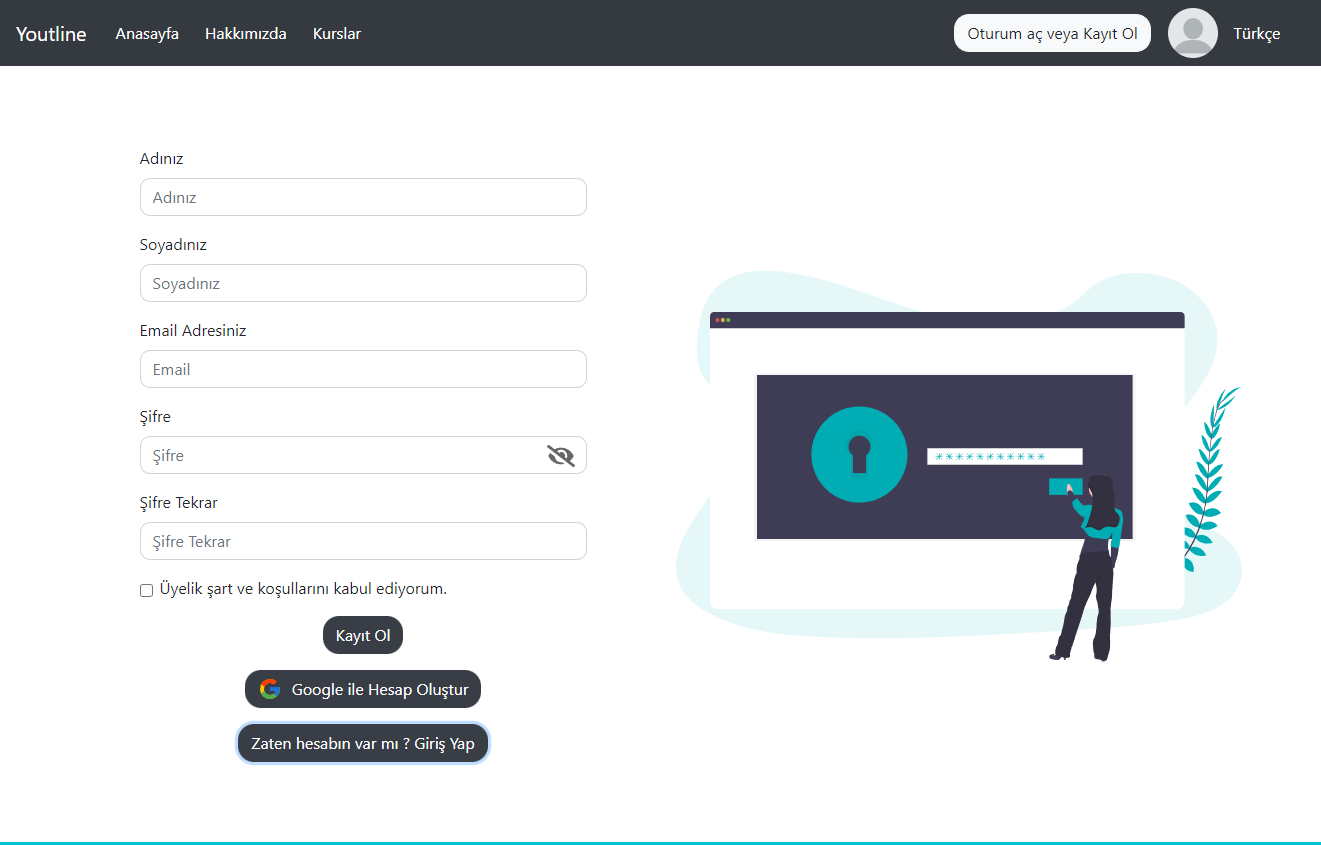 Youtline Anasayfa Hakkımızda Kurslar Oturum aç veya Kayıt Ol Türkçe
Adınız
Adınız
Soyadınız
Soyadınız
Email Adresiniz
Email
Şifre
Şifre
Şifre Tekrar
Şifre Tekrar
Üyelik şart ve koşullarını kabul ediyorum.
Kayıt Ol
Google ile Hesap Oluştur
Zaten hesabın var mı ? Giriş Yap
***********